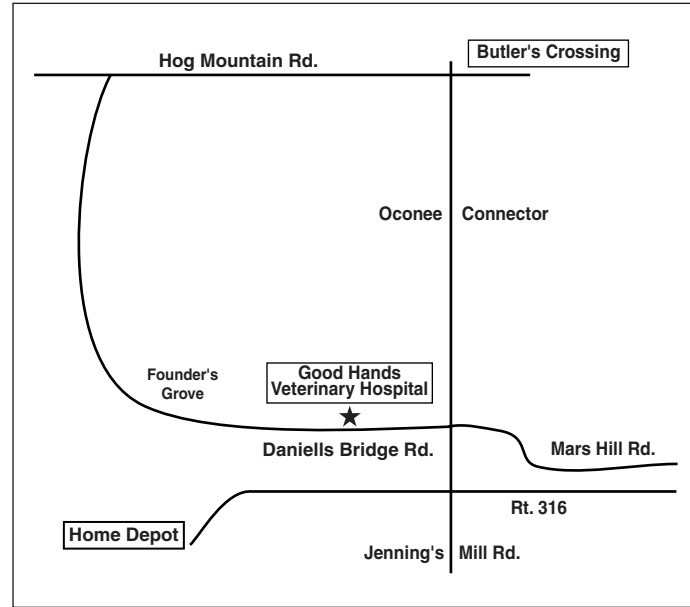 Butler's Crossing
Hog Mountain Rd.
Oconee Connector
Founder's
Grove
Good Hands
Veterinary Hospital
Daniells Bridge Rd.
Mars Hill Rd.
Rt. 316
Home Depot
Jenning's Mill Rd.